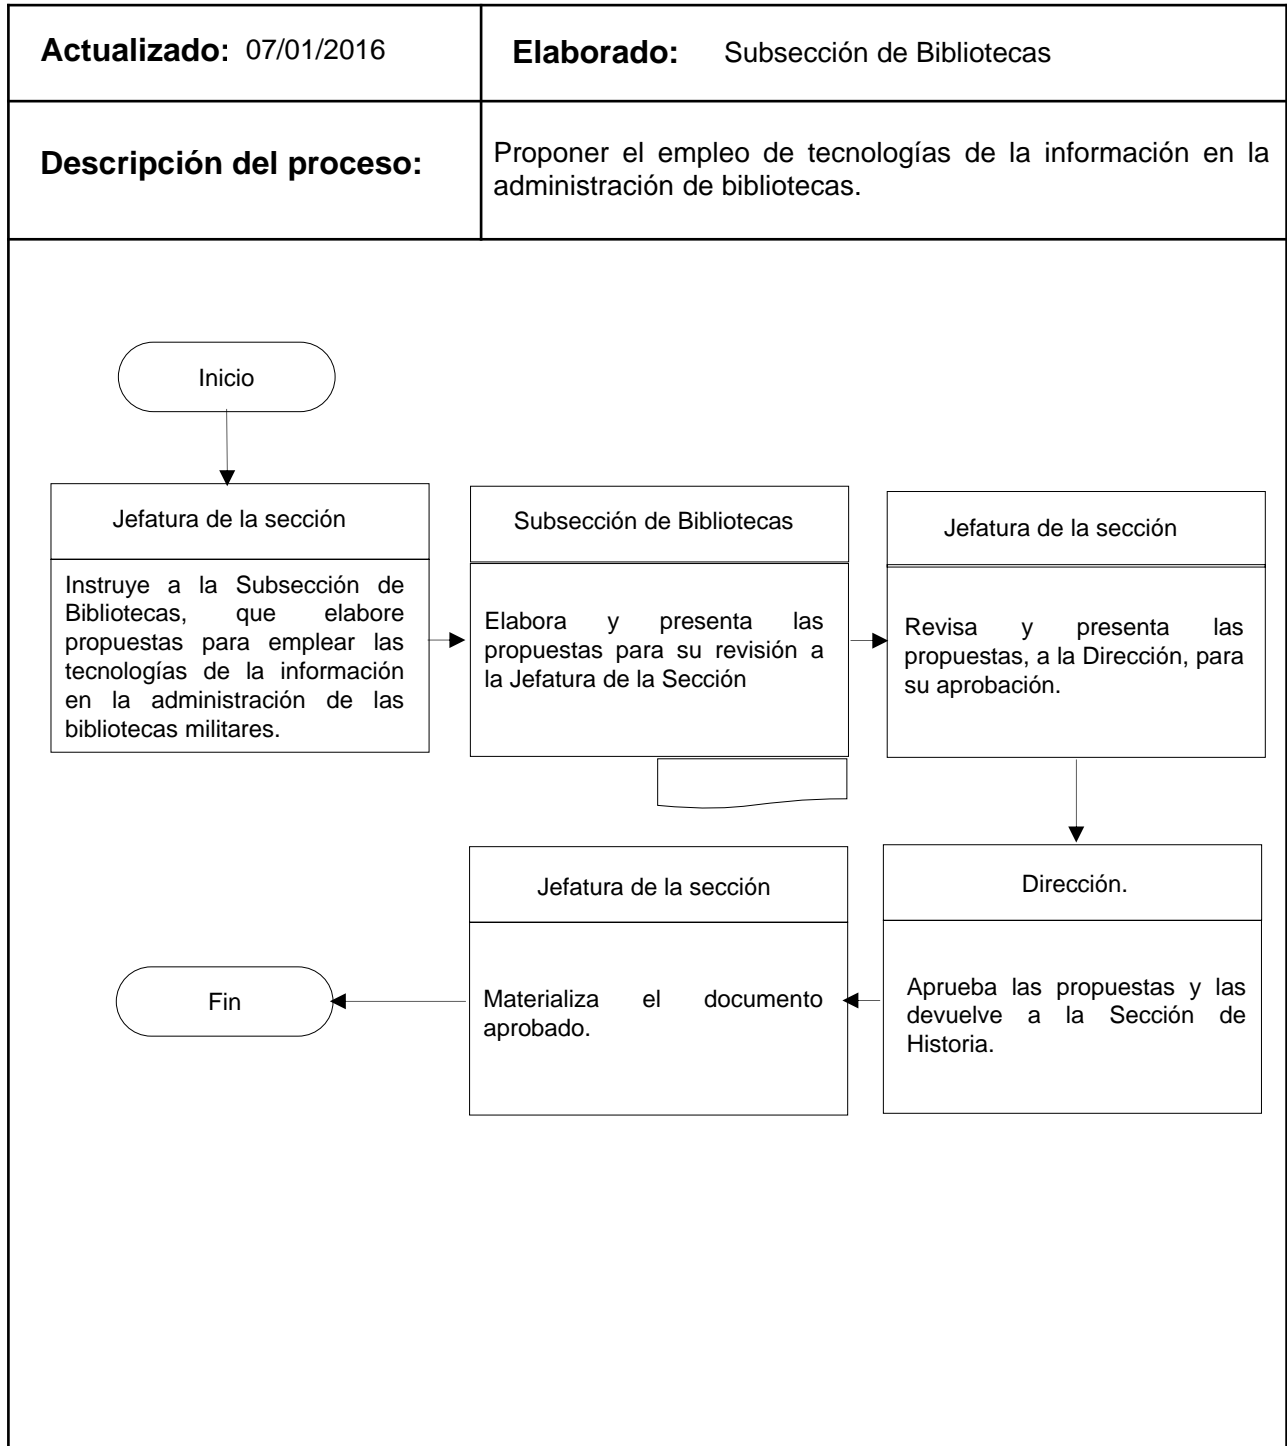 Actualizado: 07/01/2016
Elaborado: Subsección de Bibliotecas
Descripción del proceso:
Proponer el empleo de tecnologías de la información en la
administración de bibliotecas.
Inicio
Jefatura de la sección
Instruye a la Subsección de
Bibliotecas, que elabore
propuestas para emplear las
tecnologías de la información
en la administración de las
bibliotecas militares.
Subsección de Bibliotecas
Elabora y presenta las
propuestas para su revisión a
la Jefatura de la Sección
Jefatura de la sección
Revisa y presenta las
propuestas, a la Dirección, para
su aprobación.
Dirección.
Aprueba las propuestas y las
devuelve a la Sección de
Historia.
Jefatura de la sección
Materializa el documento
aprobado.
Fin